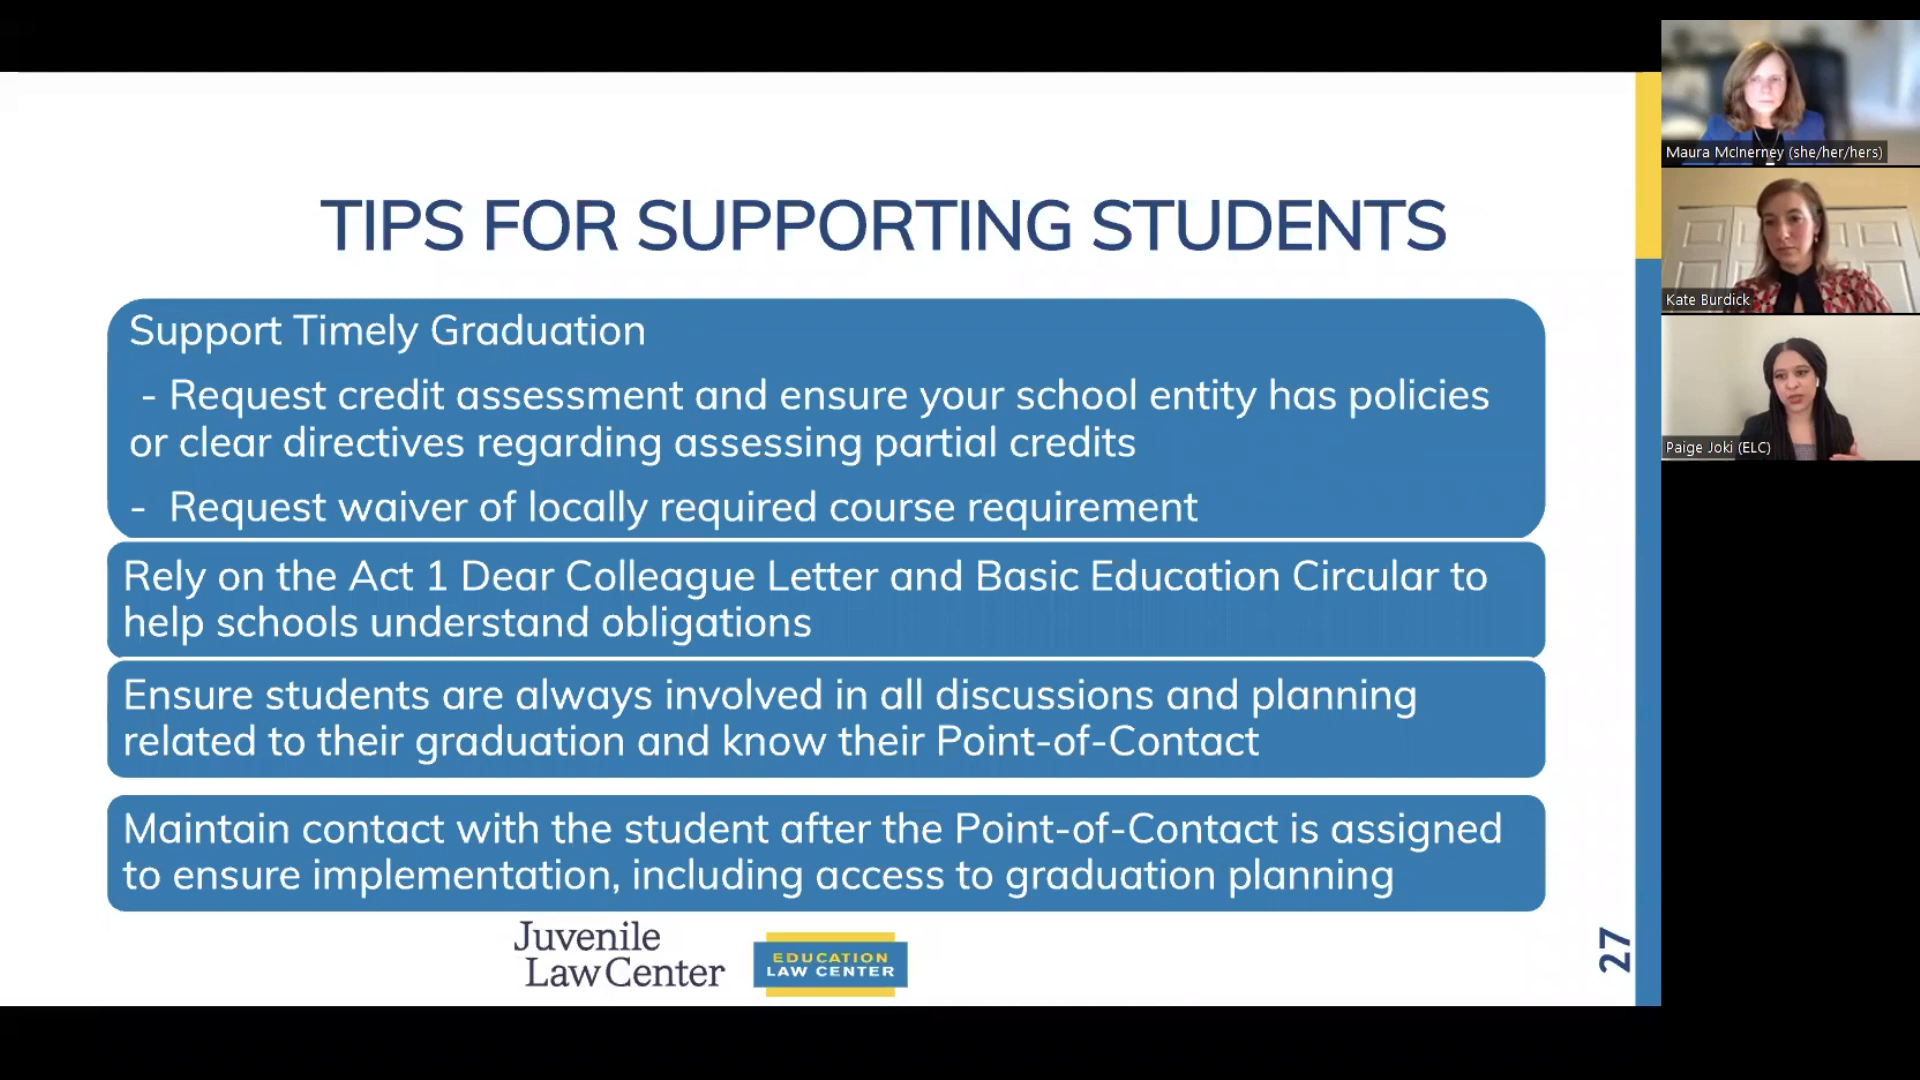 TIPS FOR SUPPORTING STUDENTS
Support Timely Graduation
- Request credit assessment and ensure your school entity has policies
or clear directives regarding assessing partial credits
- Request waiver of locally required course requirement
Rely on the Act 1 Dear Colleague Letter and Basic Education Circular to
help schools understand obligations
Ensure students are always involved in all discussions and planning
related to their graduation and know their Point-of-Contact
Maintain contact with the student after the Point-of-Contact is assigned
to ensure implementation, including access to graduation planning
Juvenile
Law Center
EDUCATION
LAW CENTER
27
Maura McInerney (she/her/hers)
Kate Burdick
Paige Joki (ELC)